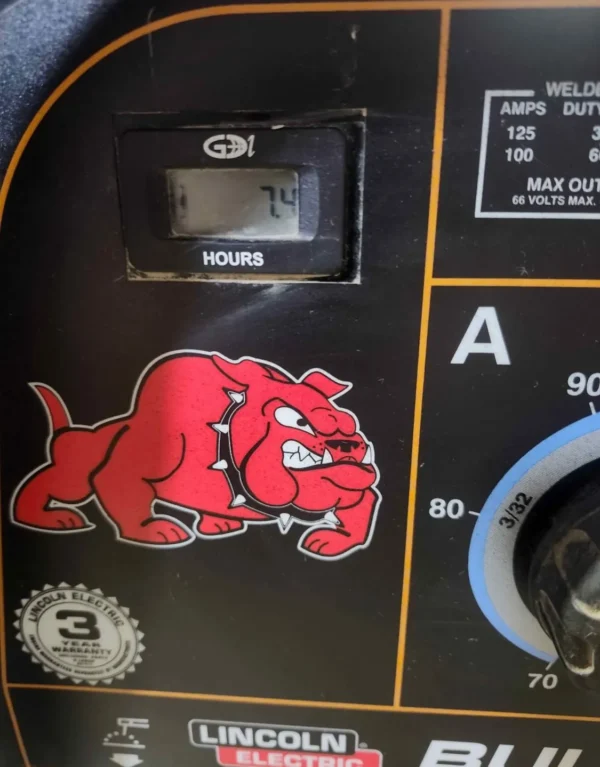 GDI
7.4
HOURS
WELDE
AMPS DUTY
125 3
100 6
MAX OUT
66 VOLTS MAX.
A
90
80
3/32
70
LINCOLN ELECTRIC
3
YEAR
WARRANTY
LINCOLN
ELECTRIC
BUL